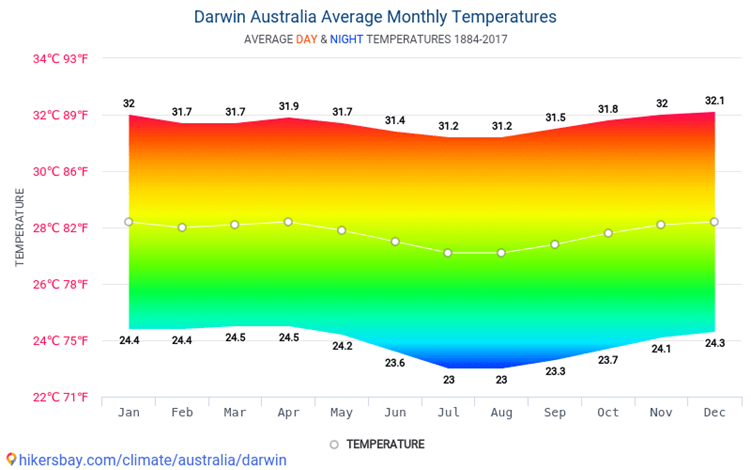 Darwin Australia Average Monthly Temperatures
AVERAGE DAY & NIGHT TEMPERATURES 1884-2017
34°C 93°F
32°C 89°F
30°C 86°F
28°C 82°F
26°C 78°F
24°C 75°F
22°C 71°F
TEMPERATURE
32 31.7 31.7 31.9 31.7 31.4 31.2 31.2 31.5 31.8 32 32.1
24.4 24.4 24.5 24.5 24.2 23.6 23 23 23.3 23.7 24.1 24.3
Jan Feb Mar Apr May Jun Jul Aug Sep Oct Nov Dec
TEMPERATURE
hikersbay.com/climate/australia/darwin